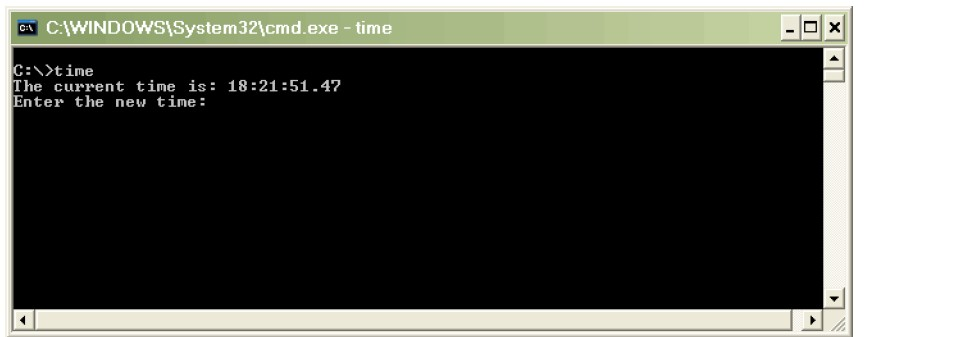 C:\WINDOWS\System32\cmd.exe - time
C:\>time
The current time is: 18:21:51.47
Enter the new time: